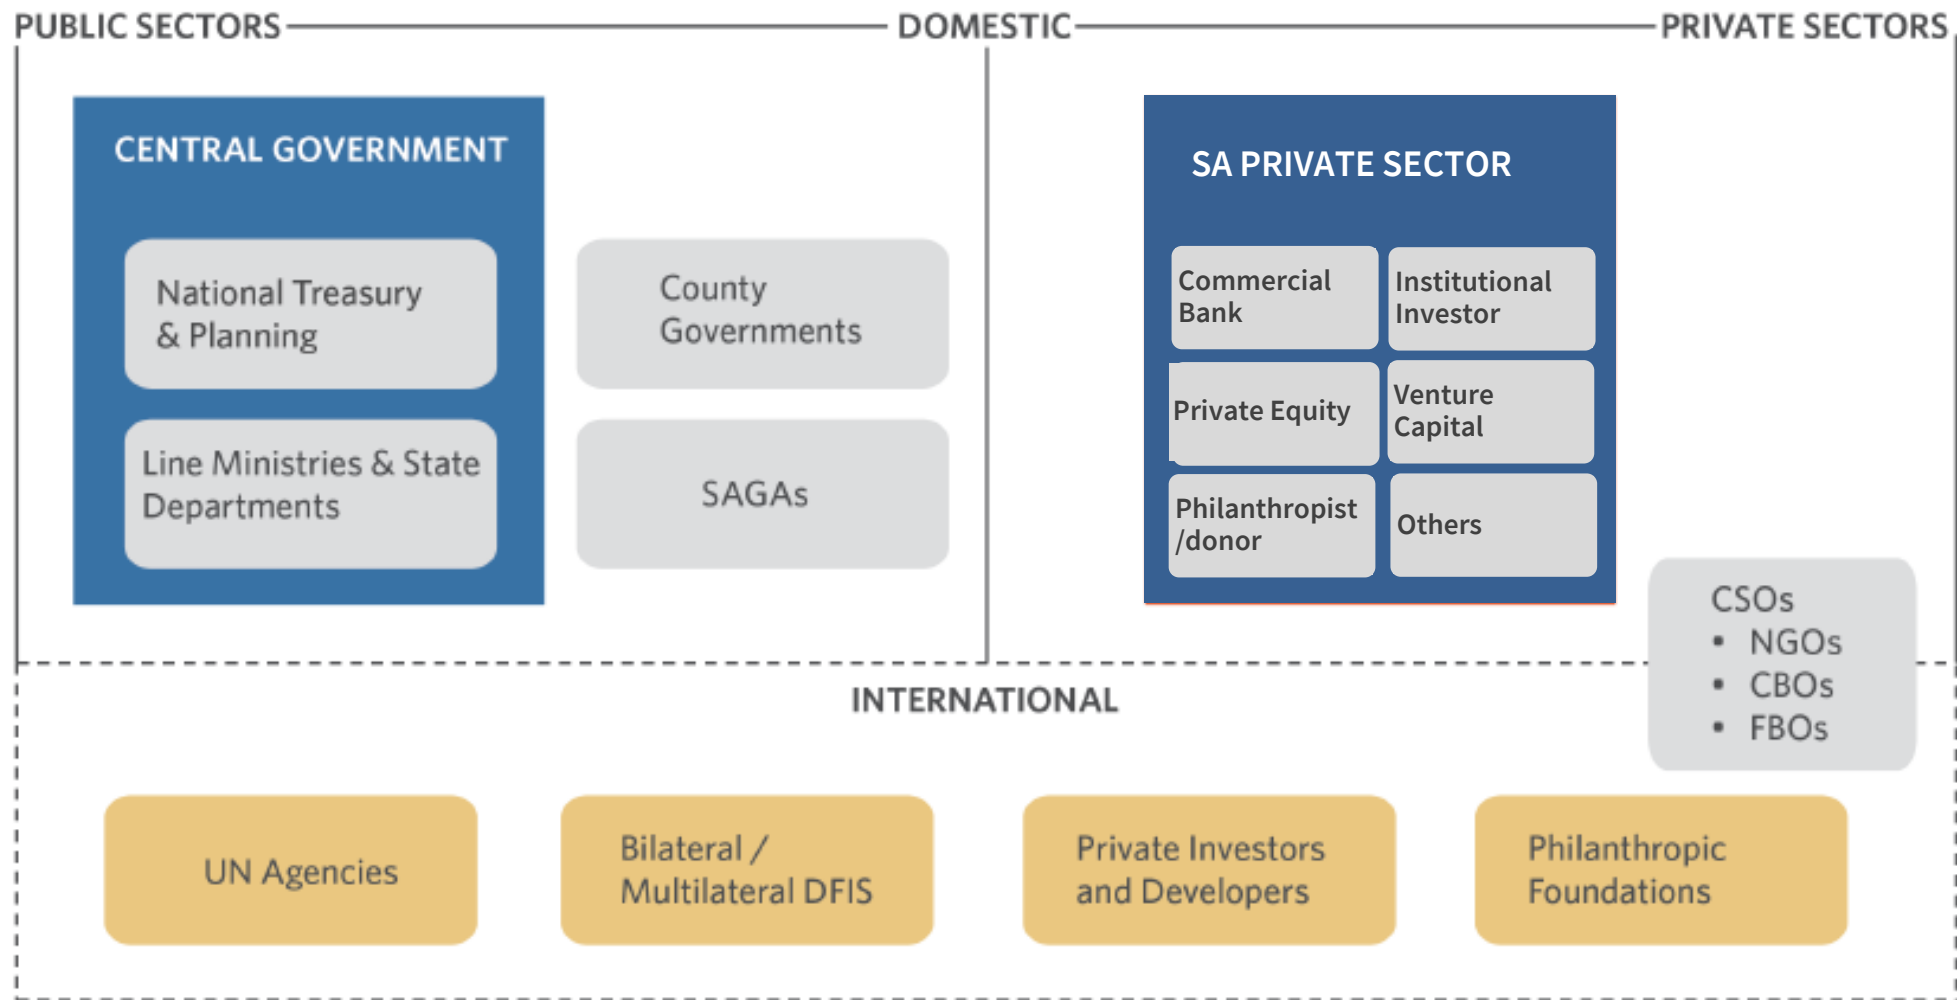 PUBLIC SECTORS
DOMESTIC
PRIVATE SECTORS
CENTRAL GOVERNMENT
National Treasury
& Planning
Line Ministries & State
Departments
County
Governments
SAGAs
SA PRIVATE SECTOR
Commercial
Bank
Institutional
Investor
Private Equity
Venture
Capital
Philanthropist
/donor
Others
CSOs
• NGOs
• CBOs
• FBOs
INTERNATIONAL
UN Agencies
Bilateral /
Multilateral DFIS
Private Investors
and Developers
Philanthropic
Foundations